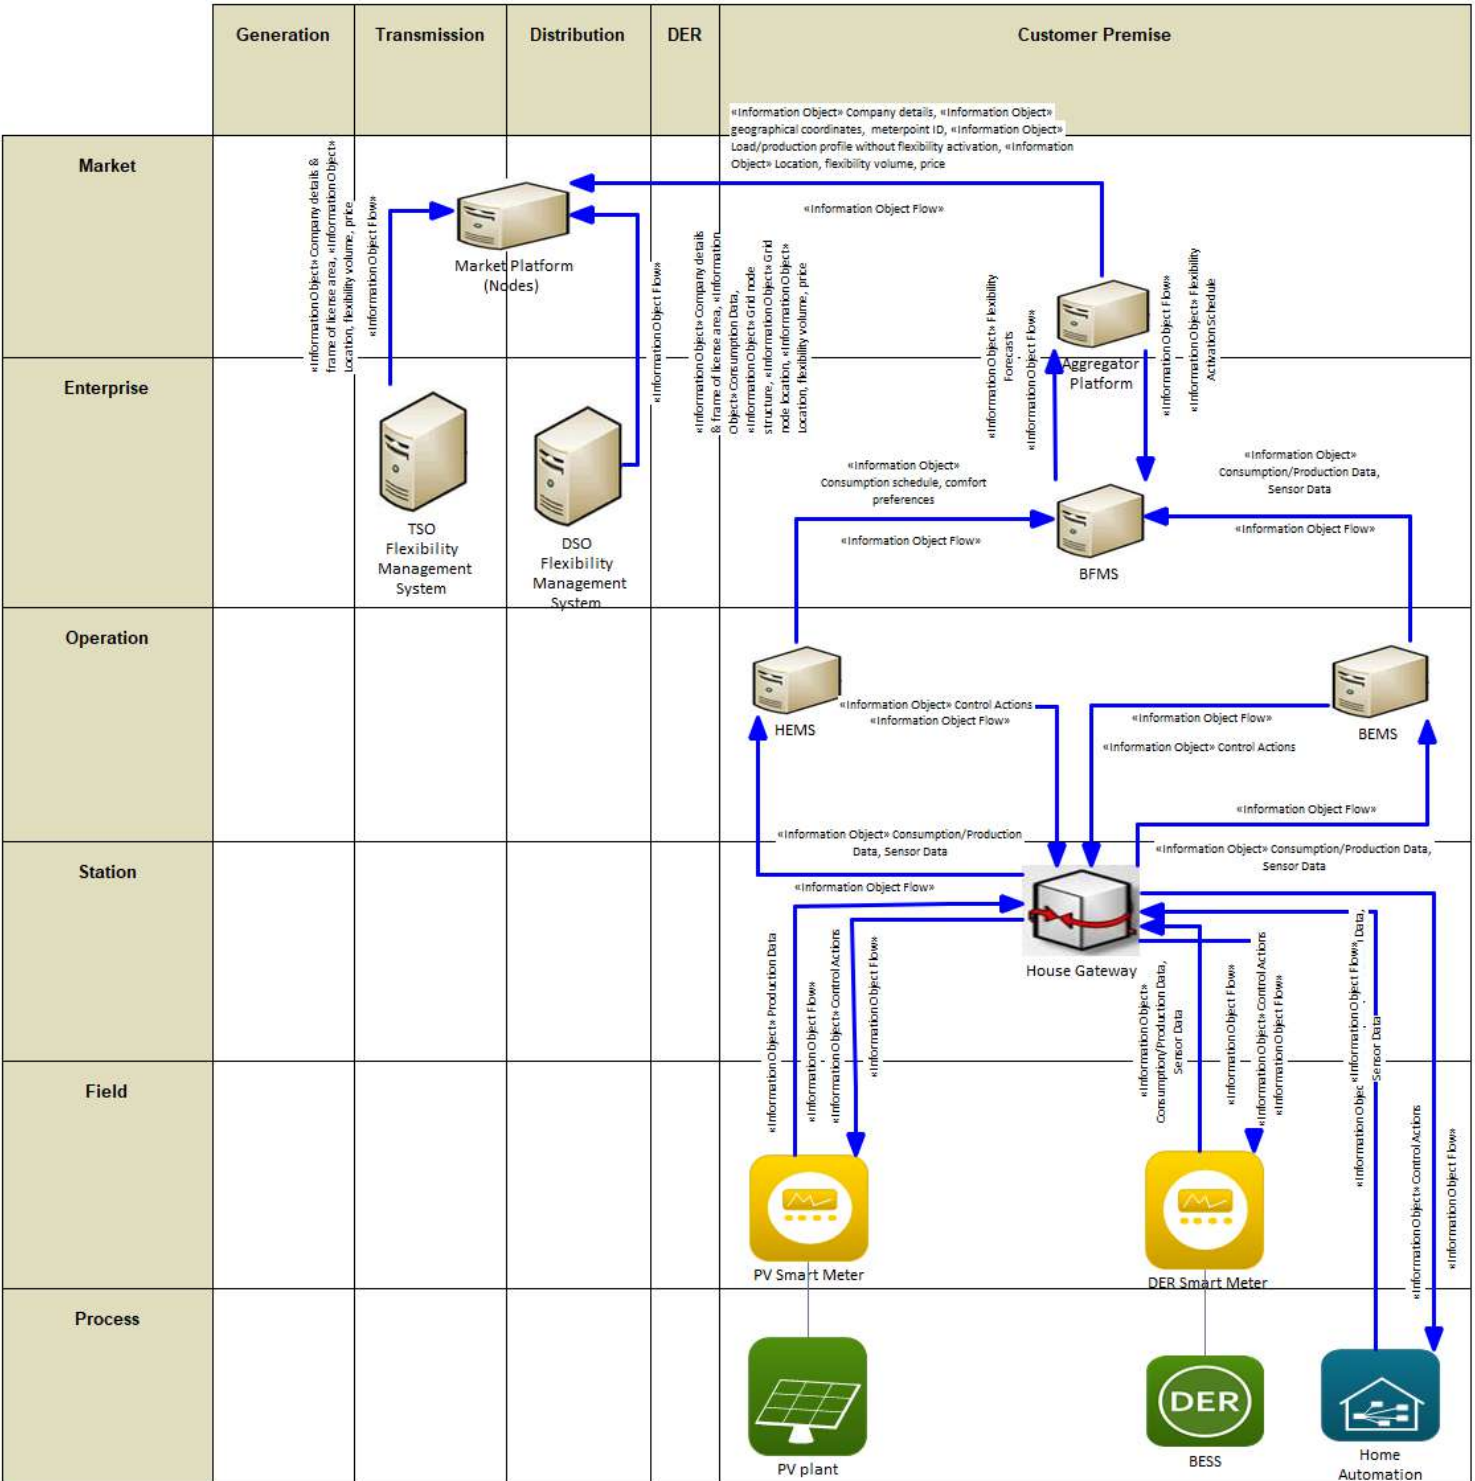 Generation
Transmission
Distribution
DER
Customer Premise
Market
Enterprise
Operation
Station
Field
Process
«Information Object» Company details, «Information Object»
geographical coordinates, meterpoint ID, «Information Object»
Load/production profile without flexibility activation, «Information
Object» Location, flexibility volume, price
«Information Object Flow»
«Information Object» Company details &
frame of license area, «Information Object»
Location, flexibility volume, price
«Information Object Flow»
Market Platform
(Nodes)
«Information Object Flow»
«Information Object» Company details
& frame of license area, «Information
Object» Consumption Data,
«Information Object» Grid node
structure, «Information Object» Grid
node location, «Information Object»
Location, flexibility volume, price
«Information Object» Flexibility
Forecasts
«Information Object Flow»
«Information Object Flow»
«Information Object» Flexibility
Activation Schedule
Aggregator
Platform
TSO
Flexibility
Management
System
DSO
Flexibility
Management
System
«Information Object»
Consumption schedule, comfort
preferences
«Information Object Flow»
BFMS
«Information Object»
Consumption/Production Data,
Sensor Data
«Information Object Flow»
HEMS
«Information Object» Control Actions
«Information Object Flow»
«Information Object Flow»
«Information Object» Control Actions
BEMS
«Information Object» Consumption/Production
Data, Sensor Data
«Information Object Flow»
«Information Object Flow»
«Information Object» Consumption/Production Data,
Sensor Data
House Gateway
«Information Object» Production Data
«Information Object Flow»
«Information Object» Control Actions
«Information Object Flow»
«Information Object»
Consumption/Production Data,
Sensor Data
«Information Object Flow»
«Information Object» Control Actions
«Information Object Flow»
«Information Object Flow»
Data,
«Information Object
Sensor Data
«Information Object» Control Actions
«Information Object Flow»
PV Smart Meter
DER Smart Meter
PV plant
DER
BESS
Home
Automation